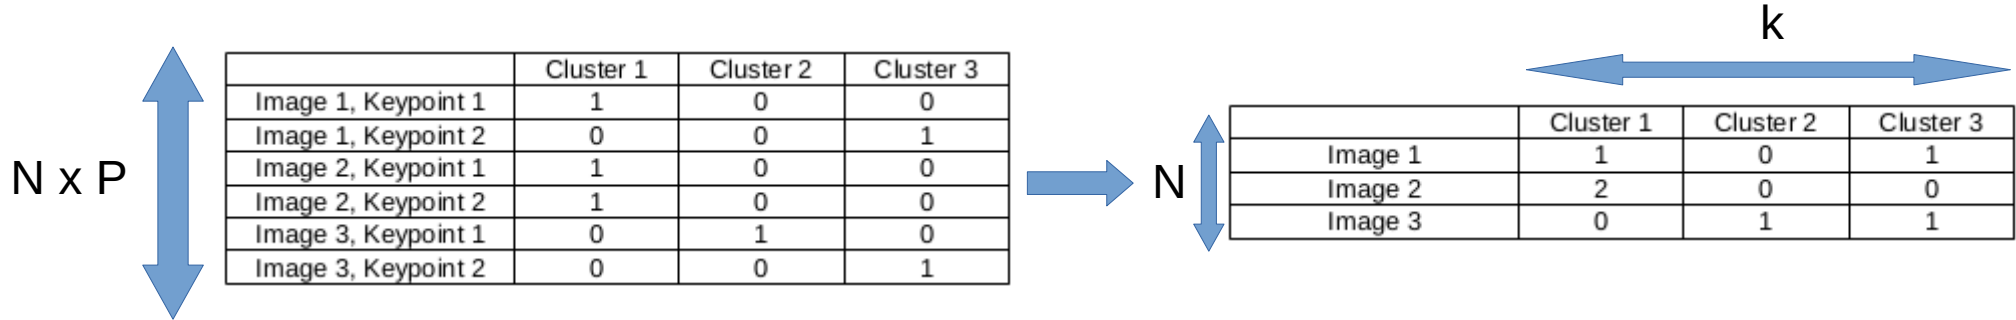 k
Cluster 1 Cluster 2 Cluster 3
Image 1, Keypoint 1 1 0 0
Image 1, Keypoint 2 0 0 1
Image 2, Keypoint 1 1 0 0
Image 2, Keypoint 2 1 0 0
Image 3, Keypoint 1 0 1 0
Image 3, Keypoint 2 0 0 1
N x P
N
Cluster 1 Cluster 2 Cluster 3
Image 1 1 0 1
Image 2 2 0 0
Image 3 0 1 1